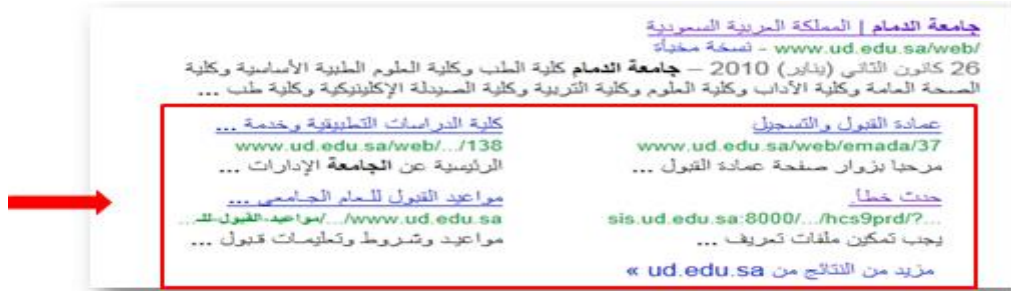 جامعة الدمام | المملكة العربية السعودية
www.ud.edu.sa/web/ - نسخة مخبأة
26 كانون الثاني (يناير) 2010 – جامعة الدمام كلية الطب وكلية العلوم الطبية الأساسية وكلية
الصحة العامة وكلية الأداب وكلية العلوم وكلية التربية وكلية الصيدلة الإكلينيكية وكلية طب ...
عمادة القبول والتسجيل
www.ud.edu.sa/web/emada/37
مرحبا بزوار صفحة عمادة القبول ...
حدث خطأ
sis.ud.edu.sa:8000/.../hcs9prd/?...
يجب تمكين ملفات تعريف ...
كلية الدراسات التطبيقية وخدمة ...
www.ud.edu.sa/web/.../138
الرئيسية عن الجامعة الإدارات ...
مواعيد القبول للعام الجامعي ...
www.ud.edu.sa/.../مواعيد-القبول-للـ...
مواعيد وشروط وتعليمات قبول ...
مزيد من النتائج من ud.edu.sa »